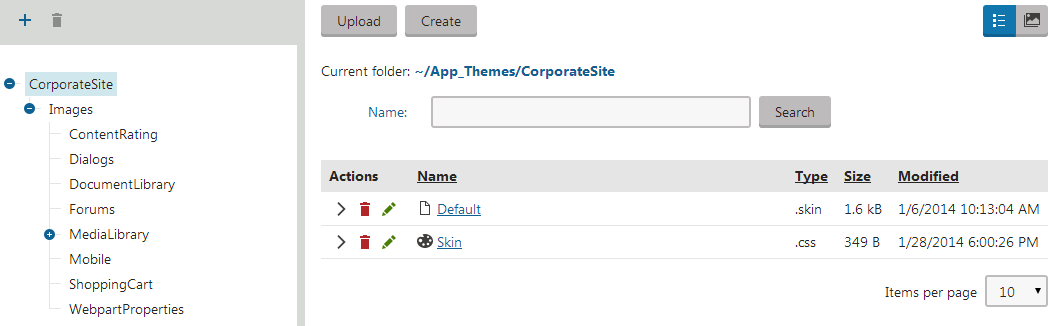 CorporateSite
Images
ContentRating
Dialogs
DocumentLibrary
Forums
MediaLibrary
Mobile
ShoppingCart
WebpartProperties
Upload Create
Current folder: ~/App_Themes/CorporateSite
Name: Search
Actions Name Type Size Modified
Default .skin 1.6 kB 1/6/2014 10:13:04 AM
Skin .css 349 B 1/28/2014 6:00:26 PM
Items per page 10